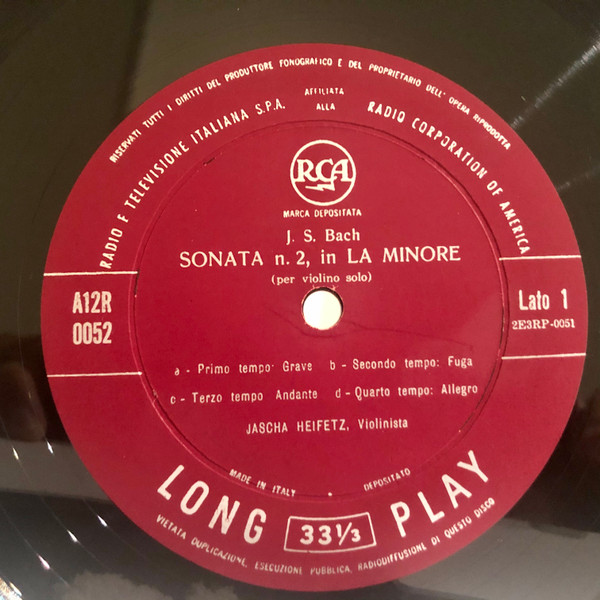 RISERVATI TUTTI I DIRITTI DEL PRODUTTORE FONOGRAFICO E DEL PROPRIETARIO DELL' OPERA RIPRODOTTA
RADIO E TELEVISIONE ITALIANA S.P.A.
AFFILIATA
ALLA
RADIO CORPORATION OF AMERICA
RCA
MARCA DEPOSITATA
J. S. Bach
SONATA n. 2, in LA MINORE
(per violino solo)
A12R
0052
Lato 1
2E3RP-0051
a - Primo tempo: Grave b - Secondo tempo: Fuga
c - Terzo tempo Andante d - Quarto tempo: Allegro
JASCHA HEIFETZ, Violinista
MADE IN ITALY
DEPOSITATO
LONG 33 1/3 PLAY
VIETATA DUPLICAZIONE, ESECUZIONE PUBBLICA, RADIODIFFUSIONE DI QUESTO DISCO